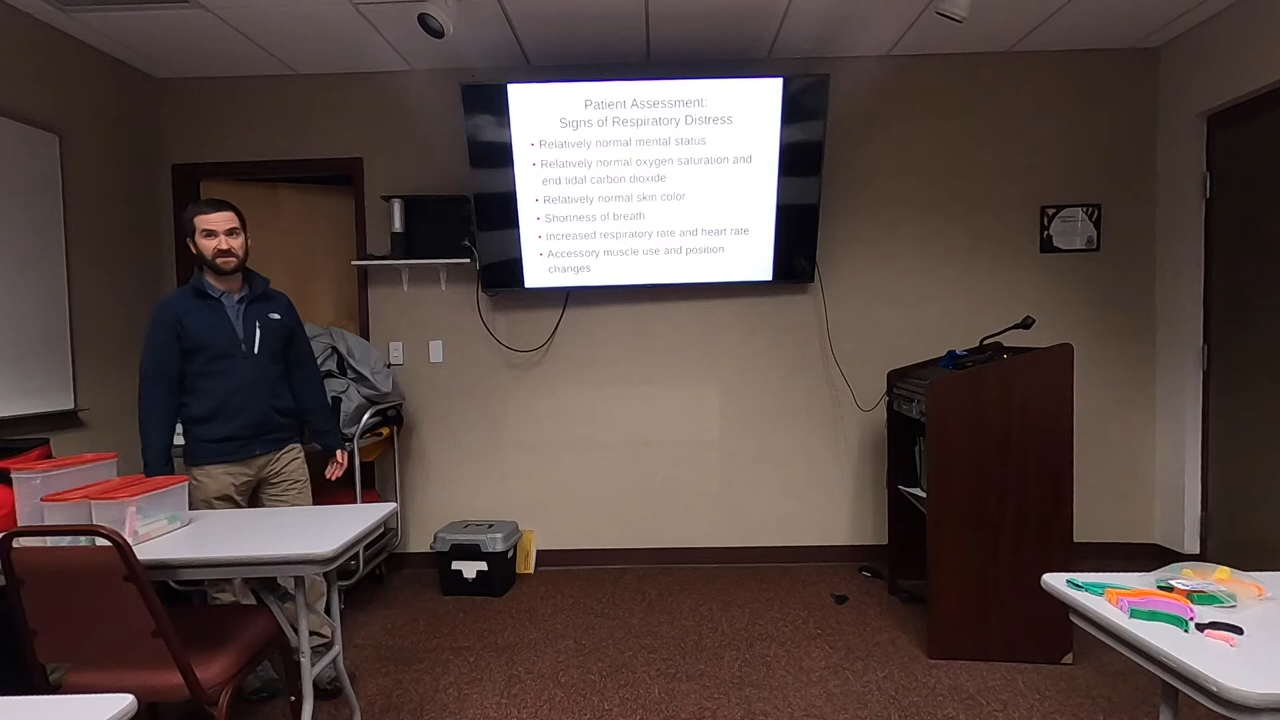 Patient Assessment:
Signs of Respiratory Distress
• Relatively normal mental status
• Relatively normal oxygen saturation and
end tidal carbon dioxide
• Relatively normal skin color
• Shortness of breath
• Increased respiratory rate and heart rate
• Accessory muscle use and position
changes